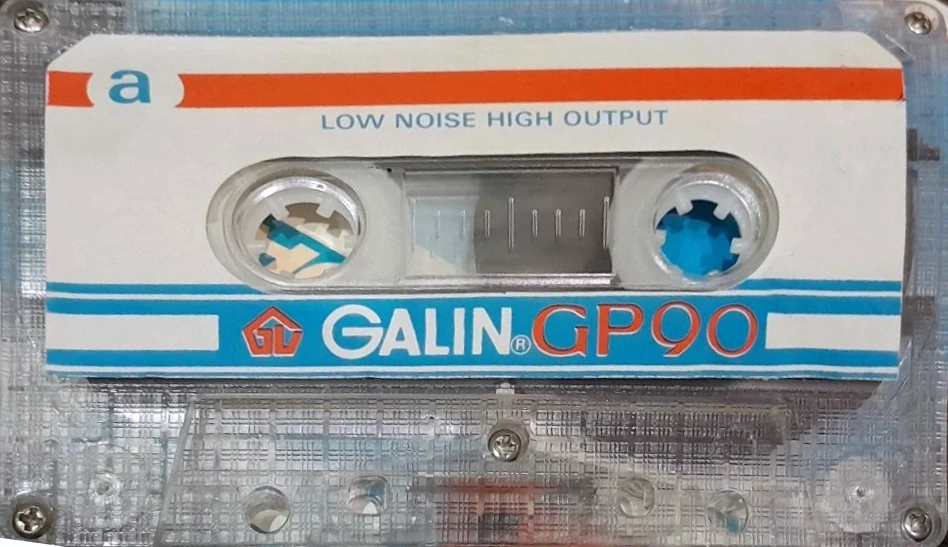 a
LOW NOISE HIGH OUTPUT
GALIN® GP90